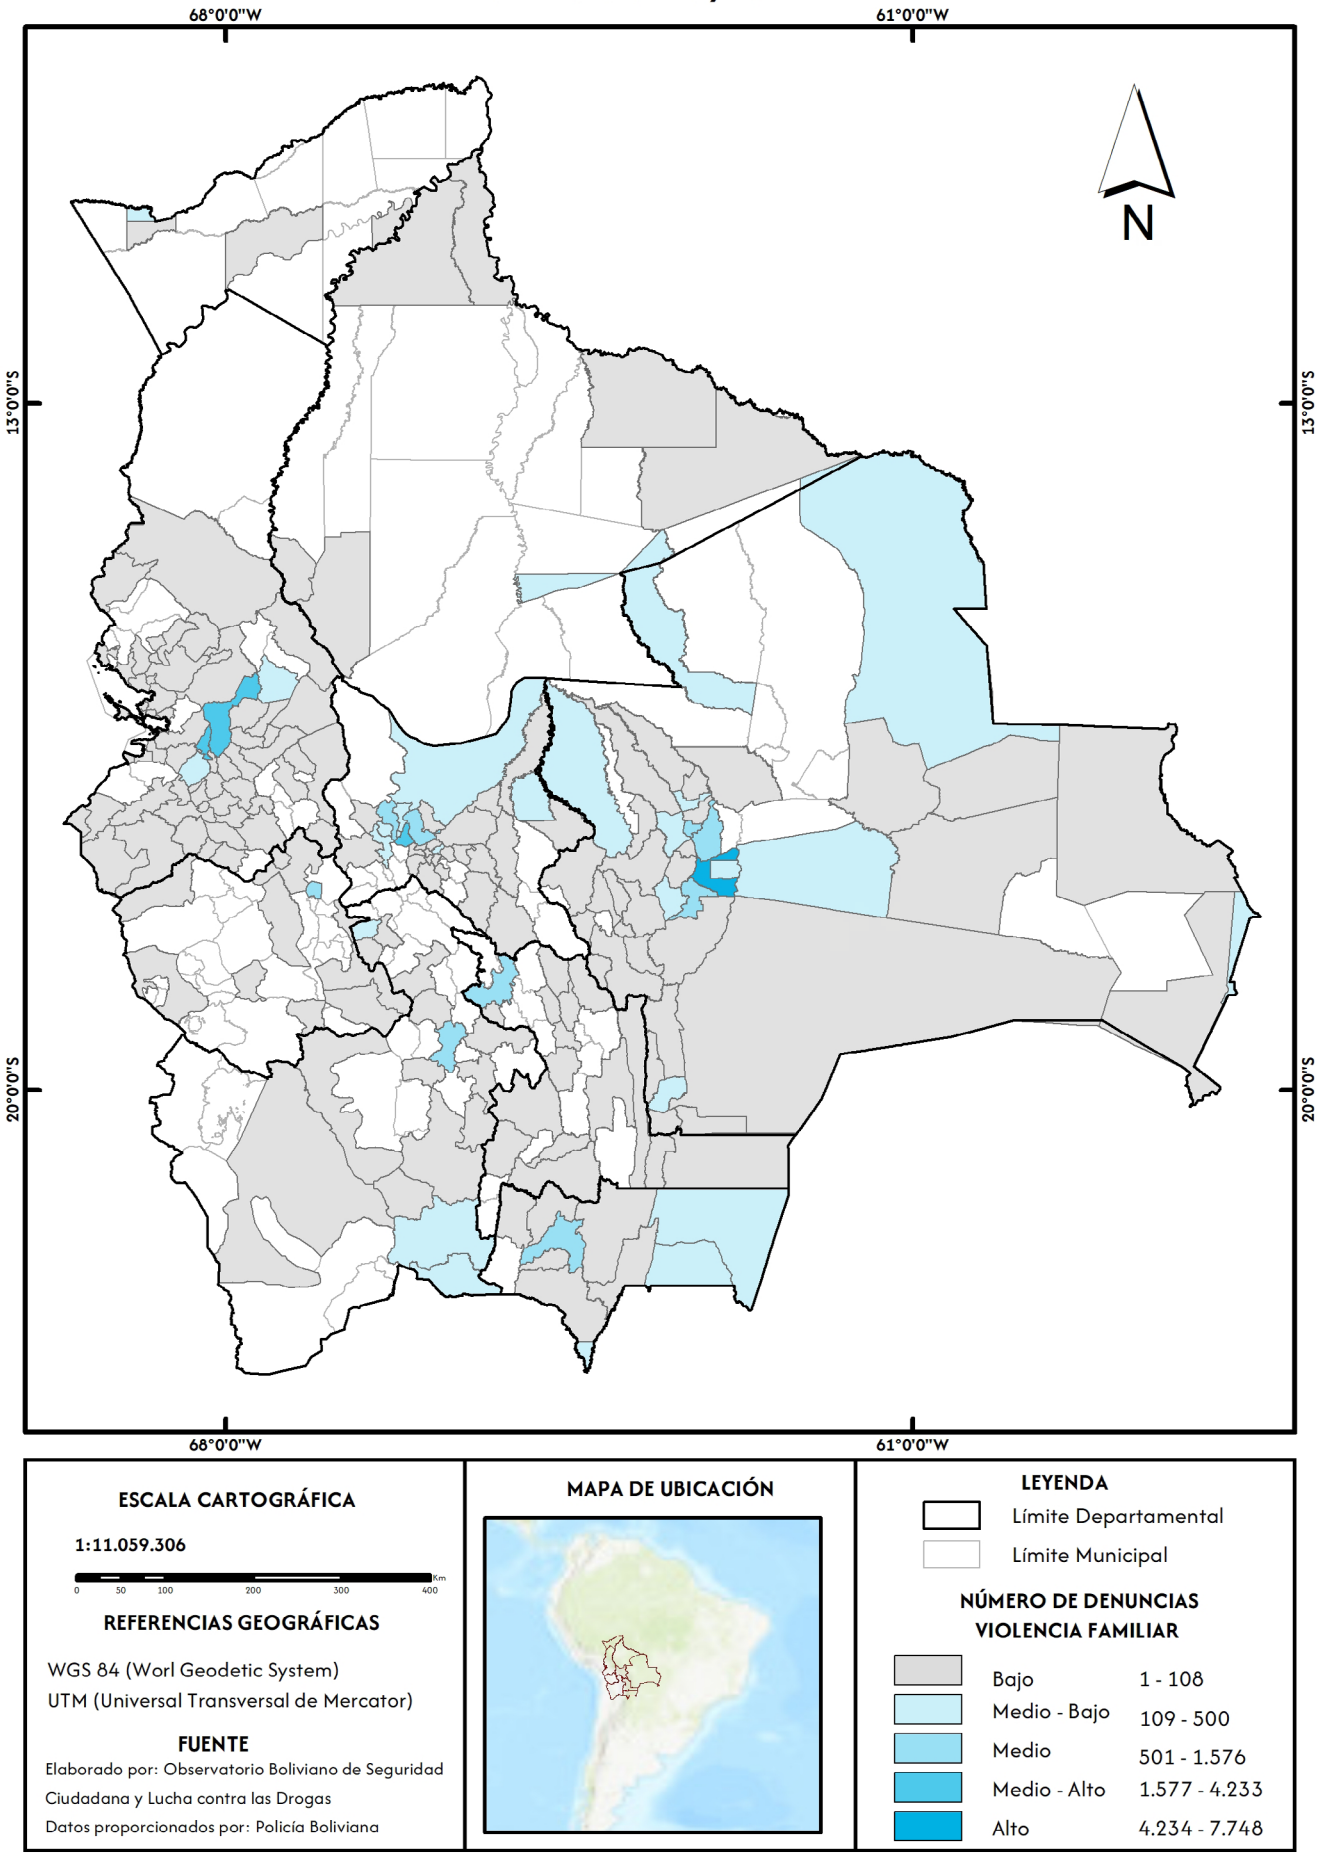 68°0'0"W
61°0'0"W
N
13°0'0"S
13°0'0"S
20°0'0"S
20°0'0"S
68°0'0"W
61°0'0"W
ESCALA CARTOGRÁFICA
1:11.059.306
Km
0 50 100 200 300 400
REFERENCIAS GEOGRÁFICAS
WGS 84 (Worl Geodetic System)
UTM (Universal Transversal de Mercator)
FUENTE
Elaborado por: Observatorio Boliviano de Seguridad
Ciudadana y Lucha contra las Drogas
Datos proporcionados por: Policía Boliviana
MAPA DE UBICACIÓN
LEYENDA
Límite Departamental
Límite Municipal
NÚMERO DE DENUNCIAS
VIOLENCIA FAMILIAR
Bajo 1 - 108
Medio - Bajo 109 - 500
Medio 501 - 1.576
Medio - Alto 1.577 - 4.233
Alto 4.234 - 7.748